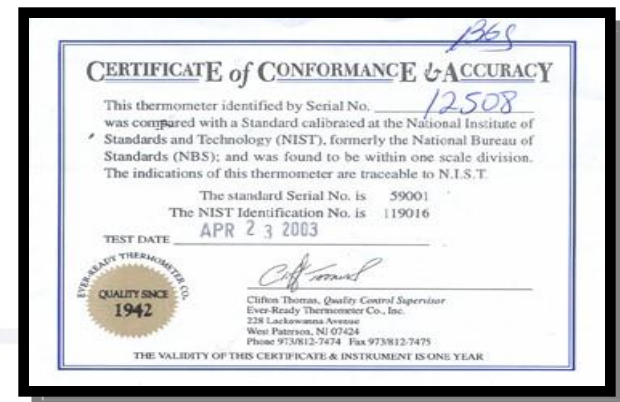 CERTIFICATE of CONFORMANCE & ACCURACY
This thermometer identified by Serial No. 12508
was compared with a Standard calibrated at the National Institute of
Standards and Technology (NIST), formerly the National Bureau of
Standards (NBS); and was found to be within one scale division.
The indications of this thermometer are traceable to N.I.S.T.
The standard Serial No. is 59001
The NIST Identification No. is 119016
TEST DATE APR 23 2003
EVER-READY THERMOMETER CO.
QUALITY SINCE
1942
Clifton Thomas, Quality Control Supervisor
Ever-Ready Thermometer Co., Inc.
228 Lackawanna Avenue
West Paterson, NJ 07424
Phone 973/812-7474 Fax 973/812-7475
THE VALIDITY OF THIS CERTIFICATE & INSTRUMENT IS ONE YEAR